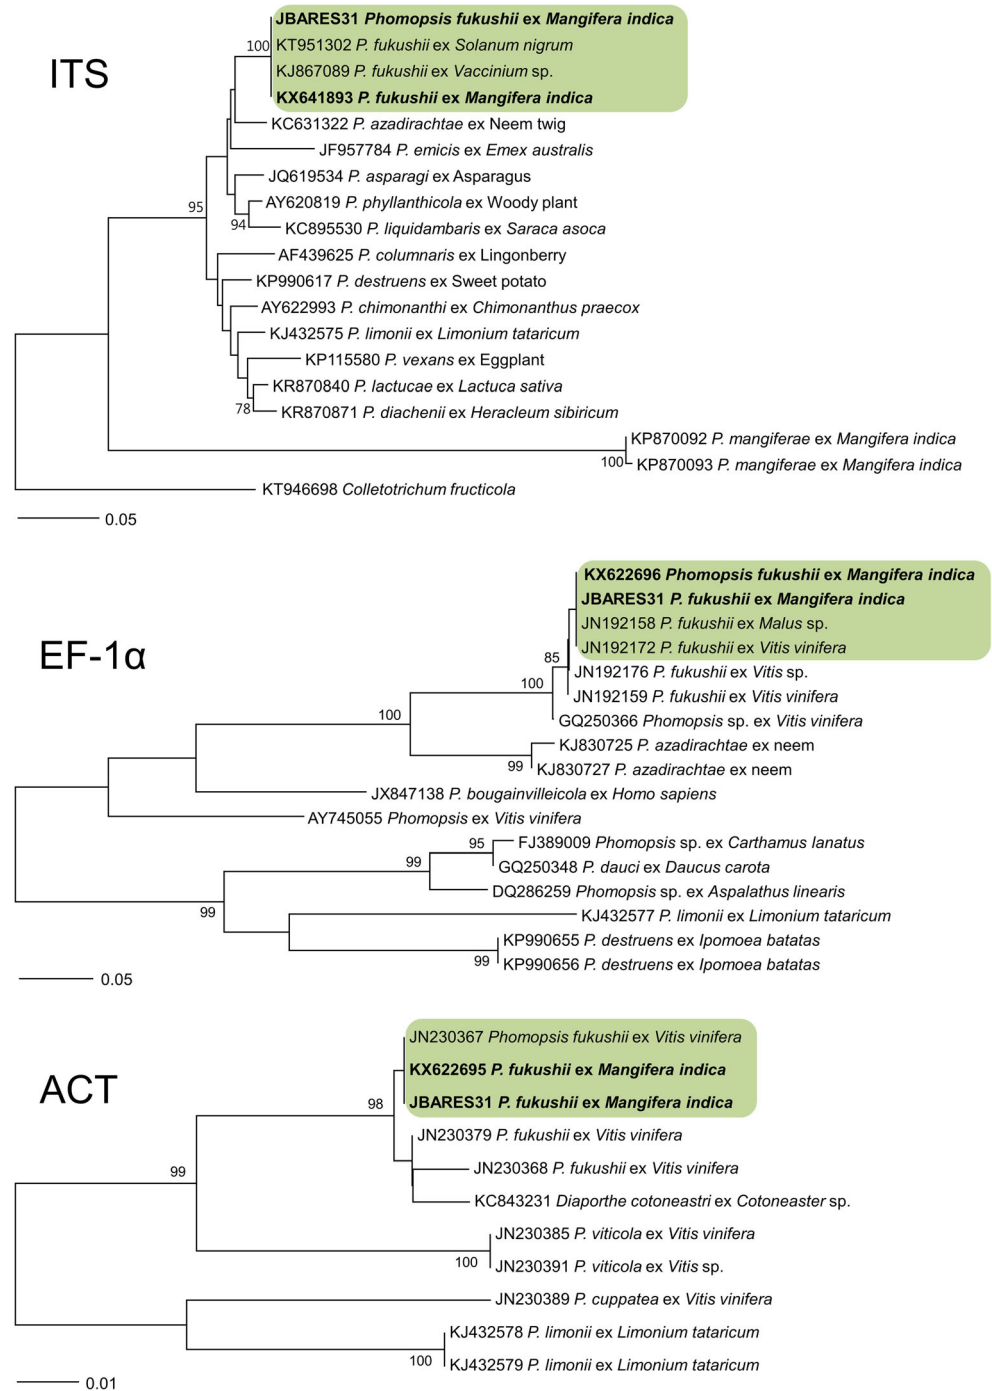 ITS
JBARES31 Phomopsis fukushii ex Mangifera indica
100
KT951302 P. fukushii ex Solanum nigrum
KJ867089 P. fukushii ex Vaccinium sp.
KX641893 P. fukushii ex Mangifera indica
KC631322 P. azadirachtae ex Neem twig
JF957784 P. emicis ex Emex australis
JQ619534 P. asparagi ex Asparagus
95
AY620819 P. phyllanthicola ex Woody plant
94
KC895530 P. liquidambaris ex Saraca asoca
AF439625 P. columnaris ex Lingonberry
KP990617 P. destruens ex Sweet potato
AY622993 P. chimonanthi ex Chimonanthus praecox
KJ432575 P. limonii ex Limonium tataricum
KP115580 P. vexans ex Eggplant
KR870840 P. lactucae ex Lactuca sativa
78
KR870871 P. diachenii ex Heracleum sibiricum
KP870092 P. mangiferae ex Mangifera indica
100
KP870093 P. mangiferae ex Mangifera indica
KT946698 Colletotrichum fructicola
0.05
EF-1α
KX622696 Phomopsis fukushii ex Mangifera indica
JBARES31 P. fukushii ex Mangifera indica
JN192158 P. fukushii ex Malus sp.
JN192172 P. fukushii ex Vitis vinifera
85
JN192176 P. fukushii ex Vitis sp.
100
JN192159 P. fukushii ex Vitis vinifera
100
GQ250366 Phomopsis sp. ex Vitis vinifera
KJ830725 P. azadirachtae ex neem
99
KJ830727 P. azadirachtae ex neem
JX847138 P. bougainvilleicola ex Homo sapiens
AY745055 Phomopsis ex Vitis vinifera
95
FJ389009 Phomopsis sp. ex Carthamus lanatus
99
GQ250348 P. dauci ex Daucus carota
DQ286259 Phomopsis sp. ex Aspalathus linearis
99
KJ432577 P. limonii ex Limonium tataricum
KP990655 P. destruens ex Ipomoea batatas
99
KP990656 P. destruens ex Ipomoea batatas
0.05
ACT
JN230367 Phomopsis fukushii ex Vitis vinifera
KX622695 P. fukushii ex Mangifera indica
98
JBARES31 P. fukushii ex Mangifera indica
JN230379 P. fukushii ex Vitis vinifera
99
JN230368 P. fukushii ex Vitis vinifera
KC843231 Diaporthe cotoneastri ex Cotoneaster sp.
JN230385 P. viticola ex Vitis vinifera
100
JN230391 P. viticola ex Vitis sp.
JN230389 P. cuppatea ex Vitis vinifera
KJ432578 P. limonii ex Limonium tataricum
100
KJ432579 P. limonii ex Limonium tataricum
0.01